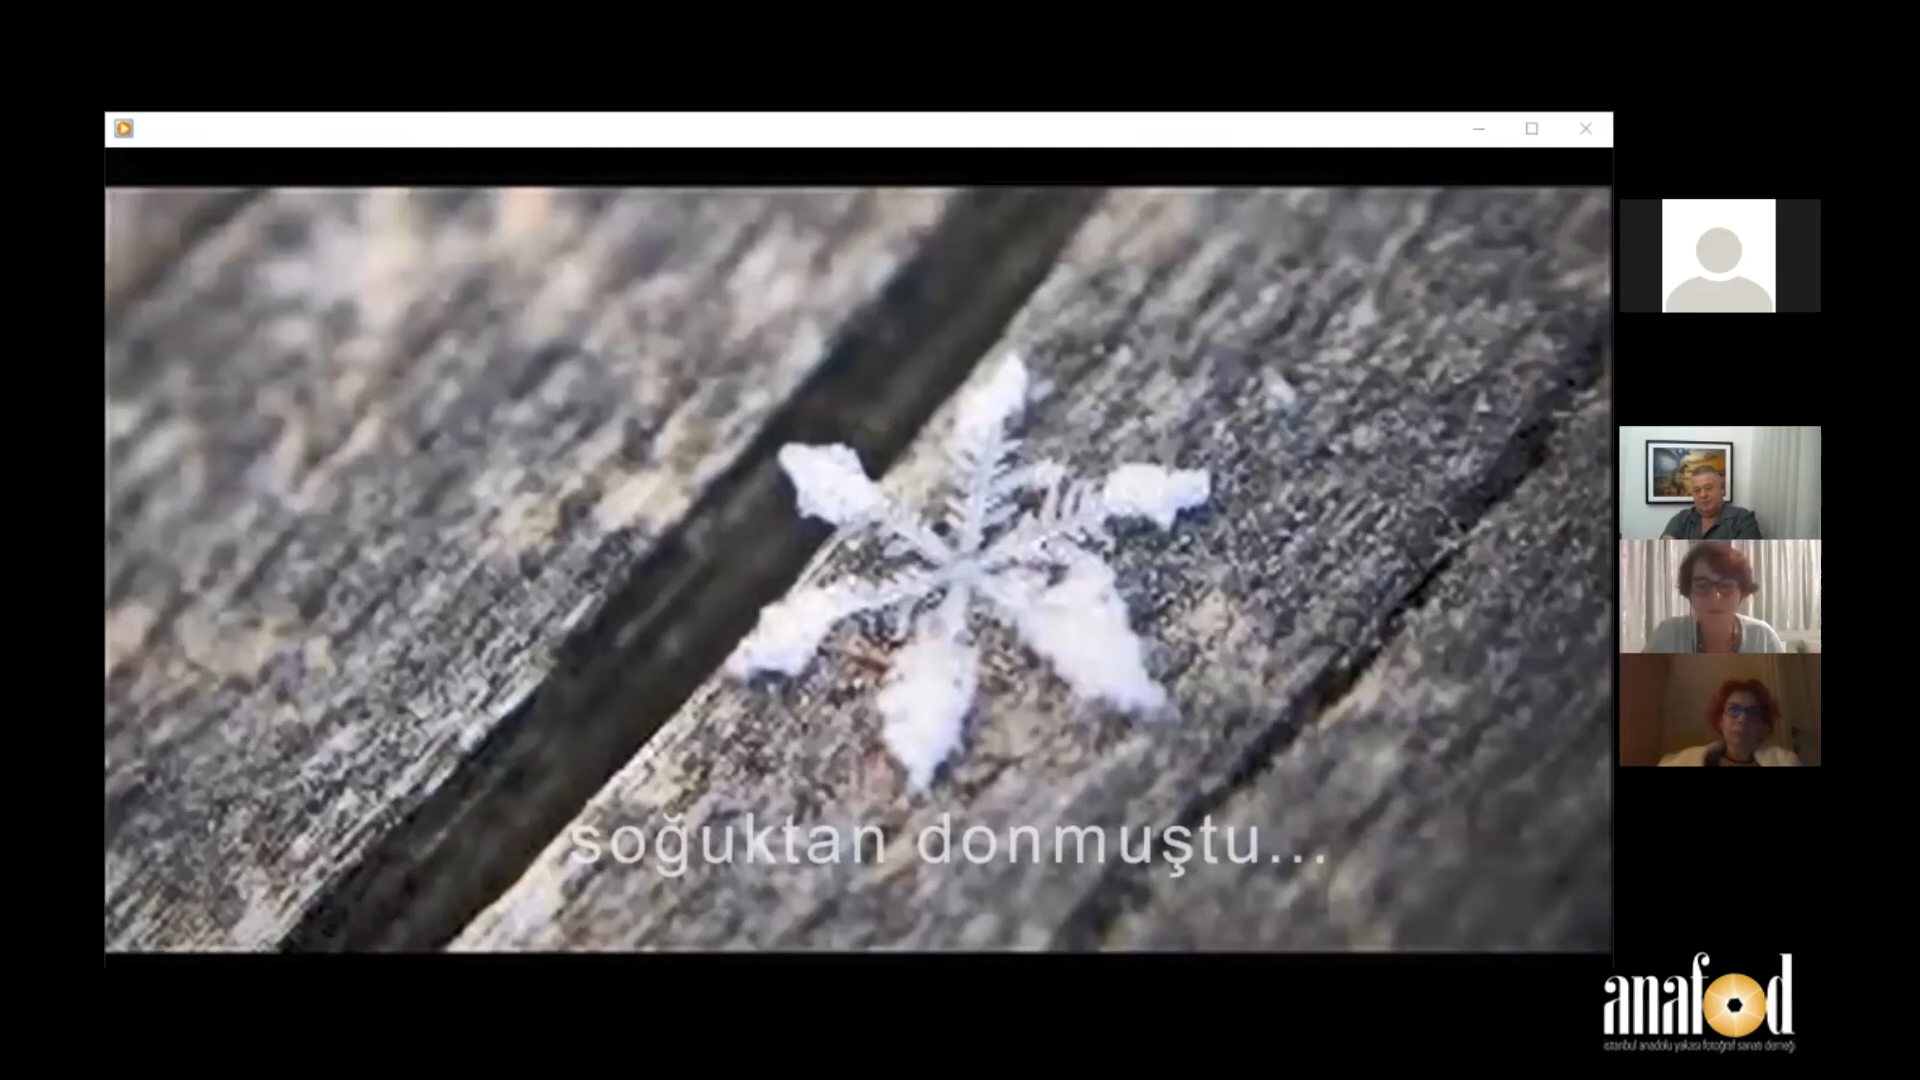 soğuktan donmuştu...
anafod
istanbul anadolu yakası fotoğraf sanatı derneği